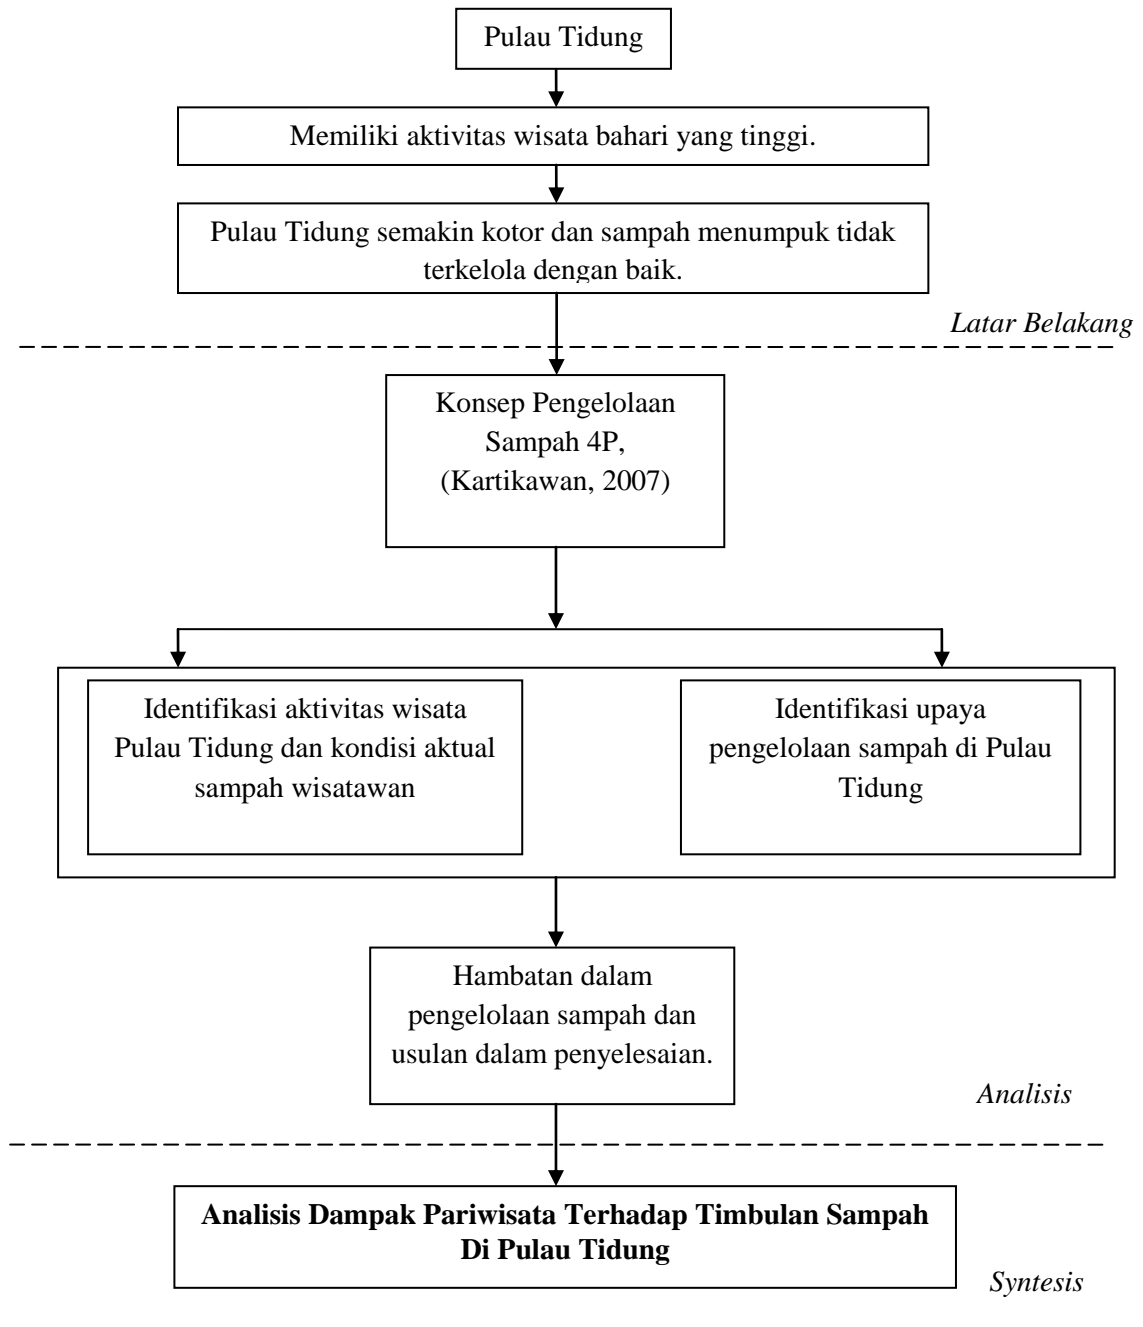 Pulau Tidung
Memiliki aktivitas wisata bahari yang tinggi.
Pulau Tidung semakin kotor dan sampah menumpuk tidak
terkelola dengan baik.
Latar Belakang
Konsep Pengelolaan
Sampah 4P,
(Kartikawan, 2007)
Identifikasi aktivitas wisata
Pulau Tidung dan kondisi aktual
sampah wisatawan
Identifikasi upaya
pengelolaan sampah di Pulau
Tidung
Hambatan dalam
pengelolaan sampah dan
usulan dalam penyelesaian.
Analisis
Analisis Dampak Pariwisata Terhadap Timbulan Sampah
Di Pulau Tidung
Syntesis